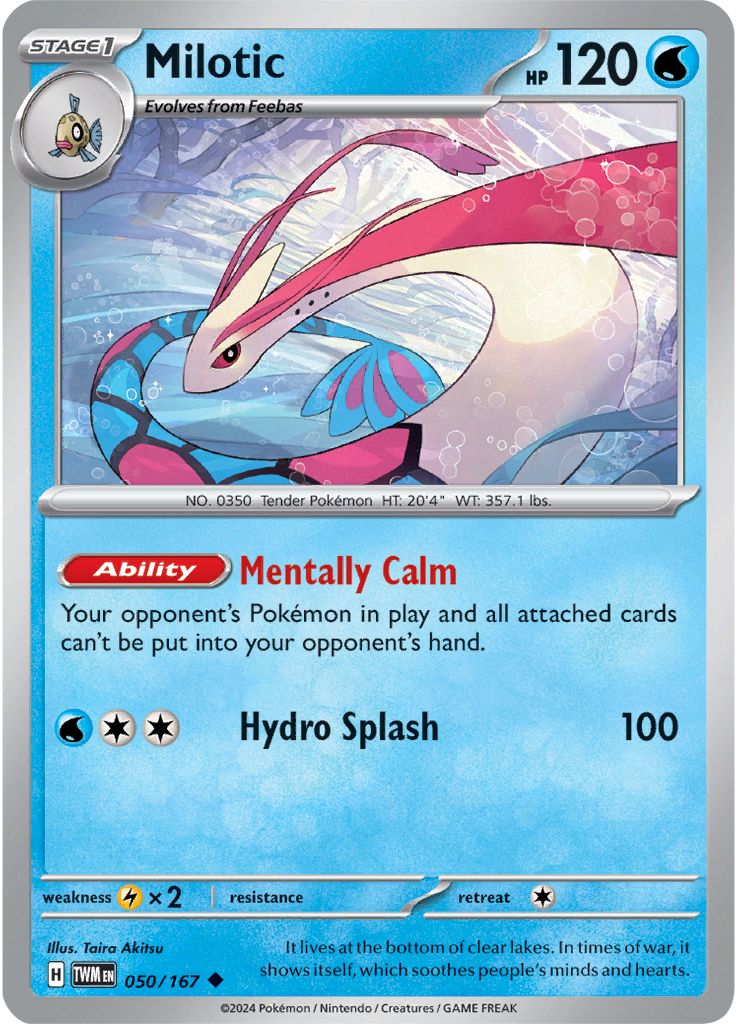 STAGE 1
Milotic
HP 120
Evolves from Feebas
NO. 0350 Tender Pokémon HT: 20'4" WT: 357.1 lbs.
Ability Mentally Calm
Your opponent's Pokémon in play and all attached cards
can't be put into your opponent's hand.
Hydro Splash 100
weakness ×2 resistance retreat
Illus. Taira Akitsu
H TWM EN 050/167
It lives at the bottom of clear lakes. In times of war, it
shows itself, which soothes people's minds and hearts.
©2024 Pokémon / Nintendo / Creatures / GAME FREAK